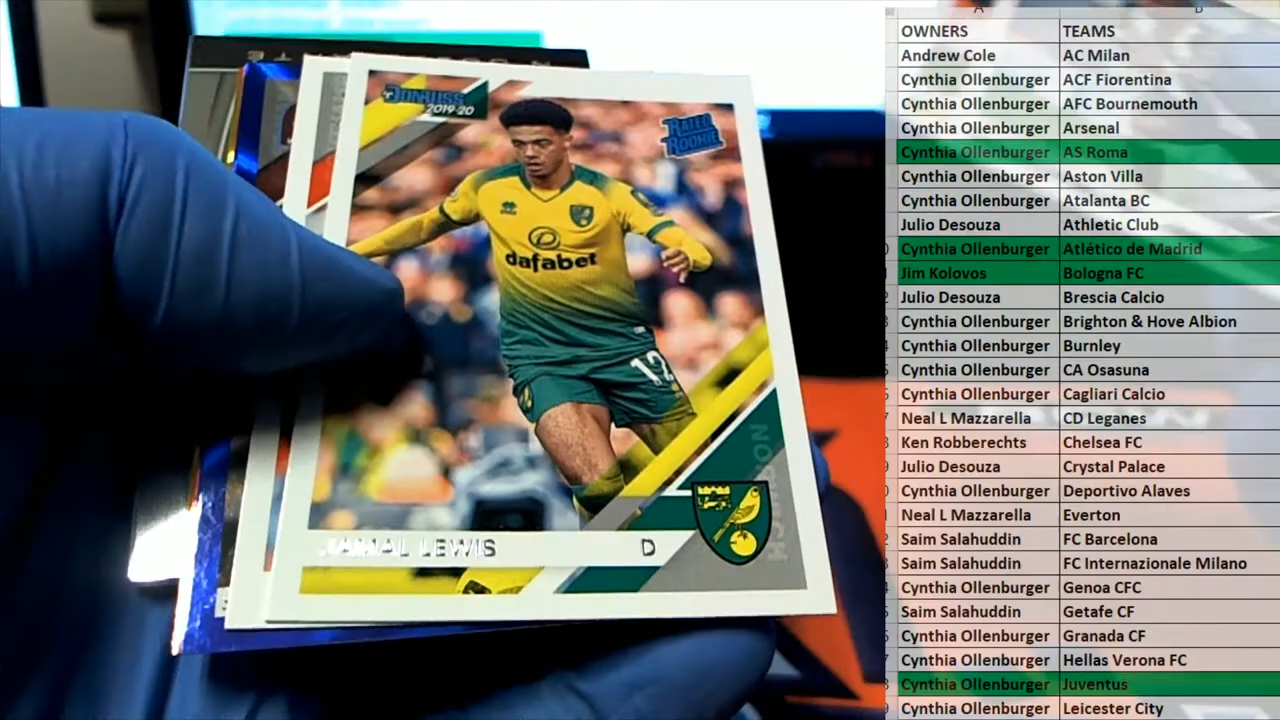 DONRUSS
2019-20
RATED
ROOKIE
dafabet
12
JAMAL LEWIS D
A B
OWNERS TEAMS
Andrew Cole AC Milan
Cynthia Ollenburger ACF Fiorentina
Cynthia Ollenburger AFC Bournemouth
Cynthia Ollenburger Arsenal
Cynthia Ollenburger AS Roma
Cynthia Ollenburger Aston Villa
Cynthia Ollenburger Atalanta BC
Julio Desouza Athletic Club
Cynthia Ollenburger Atlético de Madrid
Jim Kolovos Bologna FC
Julio Desouza Brescia Calcio
Cynthia Ollenburger Brighton & Hove Albion
Cynthia Ollenburger Burnley
Cynthia Ollenburger CA Osasuna
Cynthia Ollenburger Cagliari Calcio
Neal L Mazzarella CD Leganes
Ken Robberechts Chelsea FC
Julio Desouza Crystal Palace
Cynthia Ollenburger Deportivo Alaves
Neal L Mazzarella Everton
Saim Salahuddin FC Barcelona
Saim Salahuddin FC Internazionale Milano
Cynthia Ollenburger Genoa CFC
Saim Salahuddin Getafe CF
Cynthia Ollenburger Granada CF
Cynthia Ollenburger Hellas Verona FC
Cynthia Ollenburger Juventus
Cynthia Ollenburger Leicester City